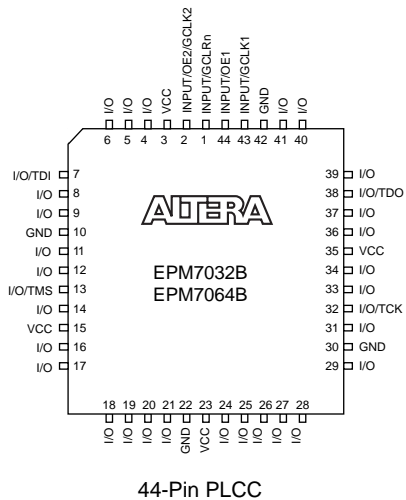 I/O
I/O
I/O
VCC
INPUT/OE2/GCLK2
INPUT/GCLRn
INPUT/OE1
INPUT/GCLK1
GND
I/O
I/O
6 5 4 3 2 1 44 43 42 41 40
I/O/TDI 7
I/O 8
I/O 9
GND 10
I/O 11
I/O 12
I/O/TMS 13
I/O 14
VCC 15
I/O 16
I/O 17
ALTERA
EPM7032B
EPM7064B
39 I/O
38 I/O/TDO
37 I/O
36 I/O
35 VCC
34 I/O
33 I/O
32 I/O/TCK
31 I/O
30 GND
29 I/O
18 19 20 21 22 23 24 25 26 27 28
I/O
I/O
I/O
I/O
GND
VCC
I/O
I/O
I/O
I/O
I/O
44-Pin PLCC